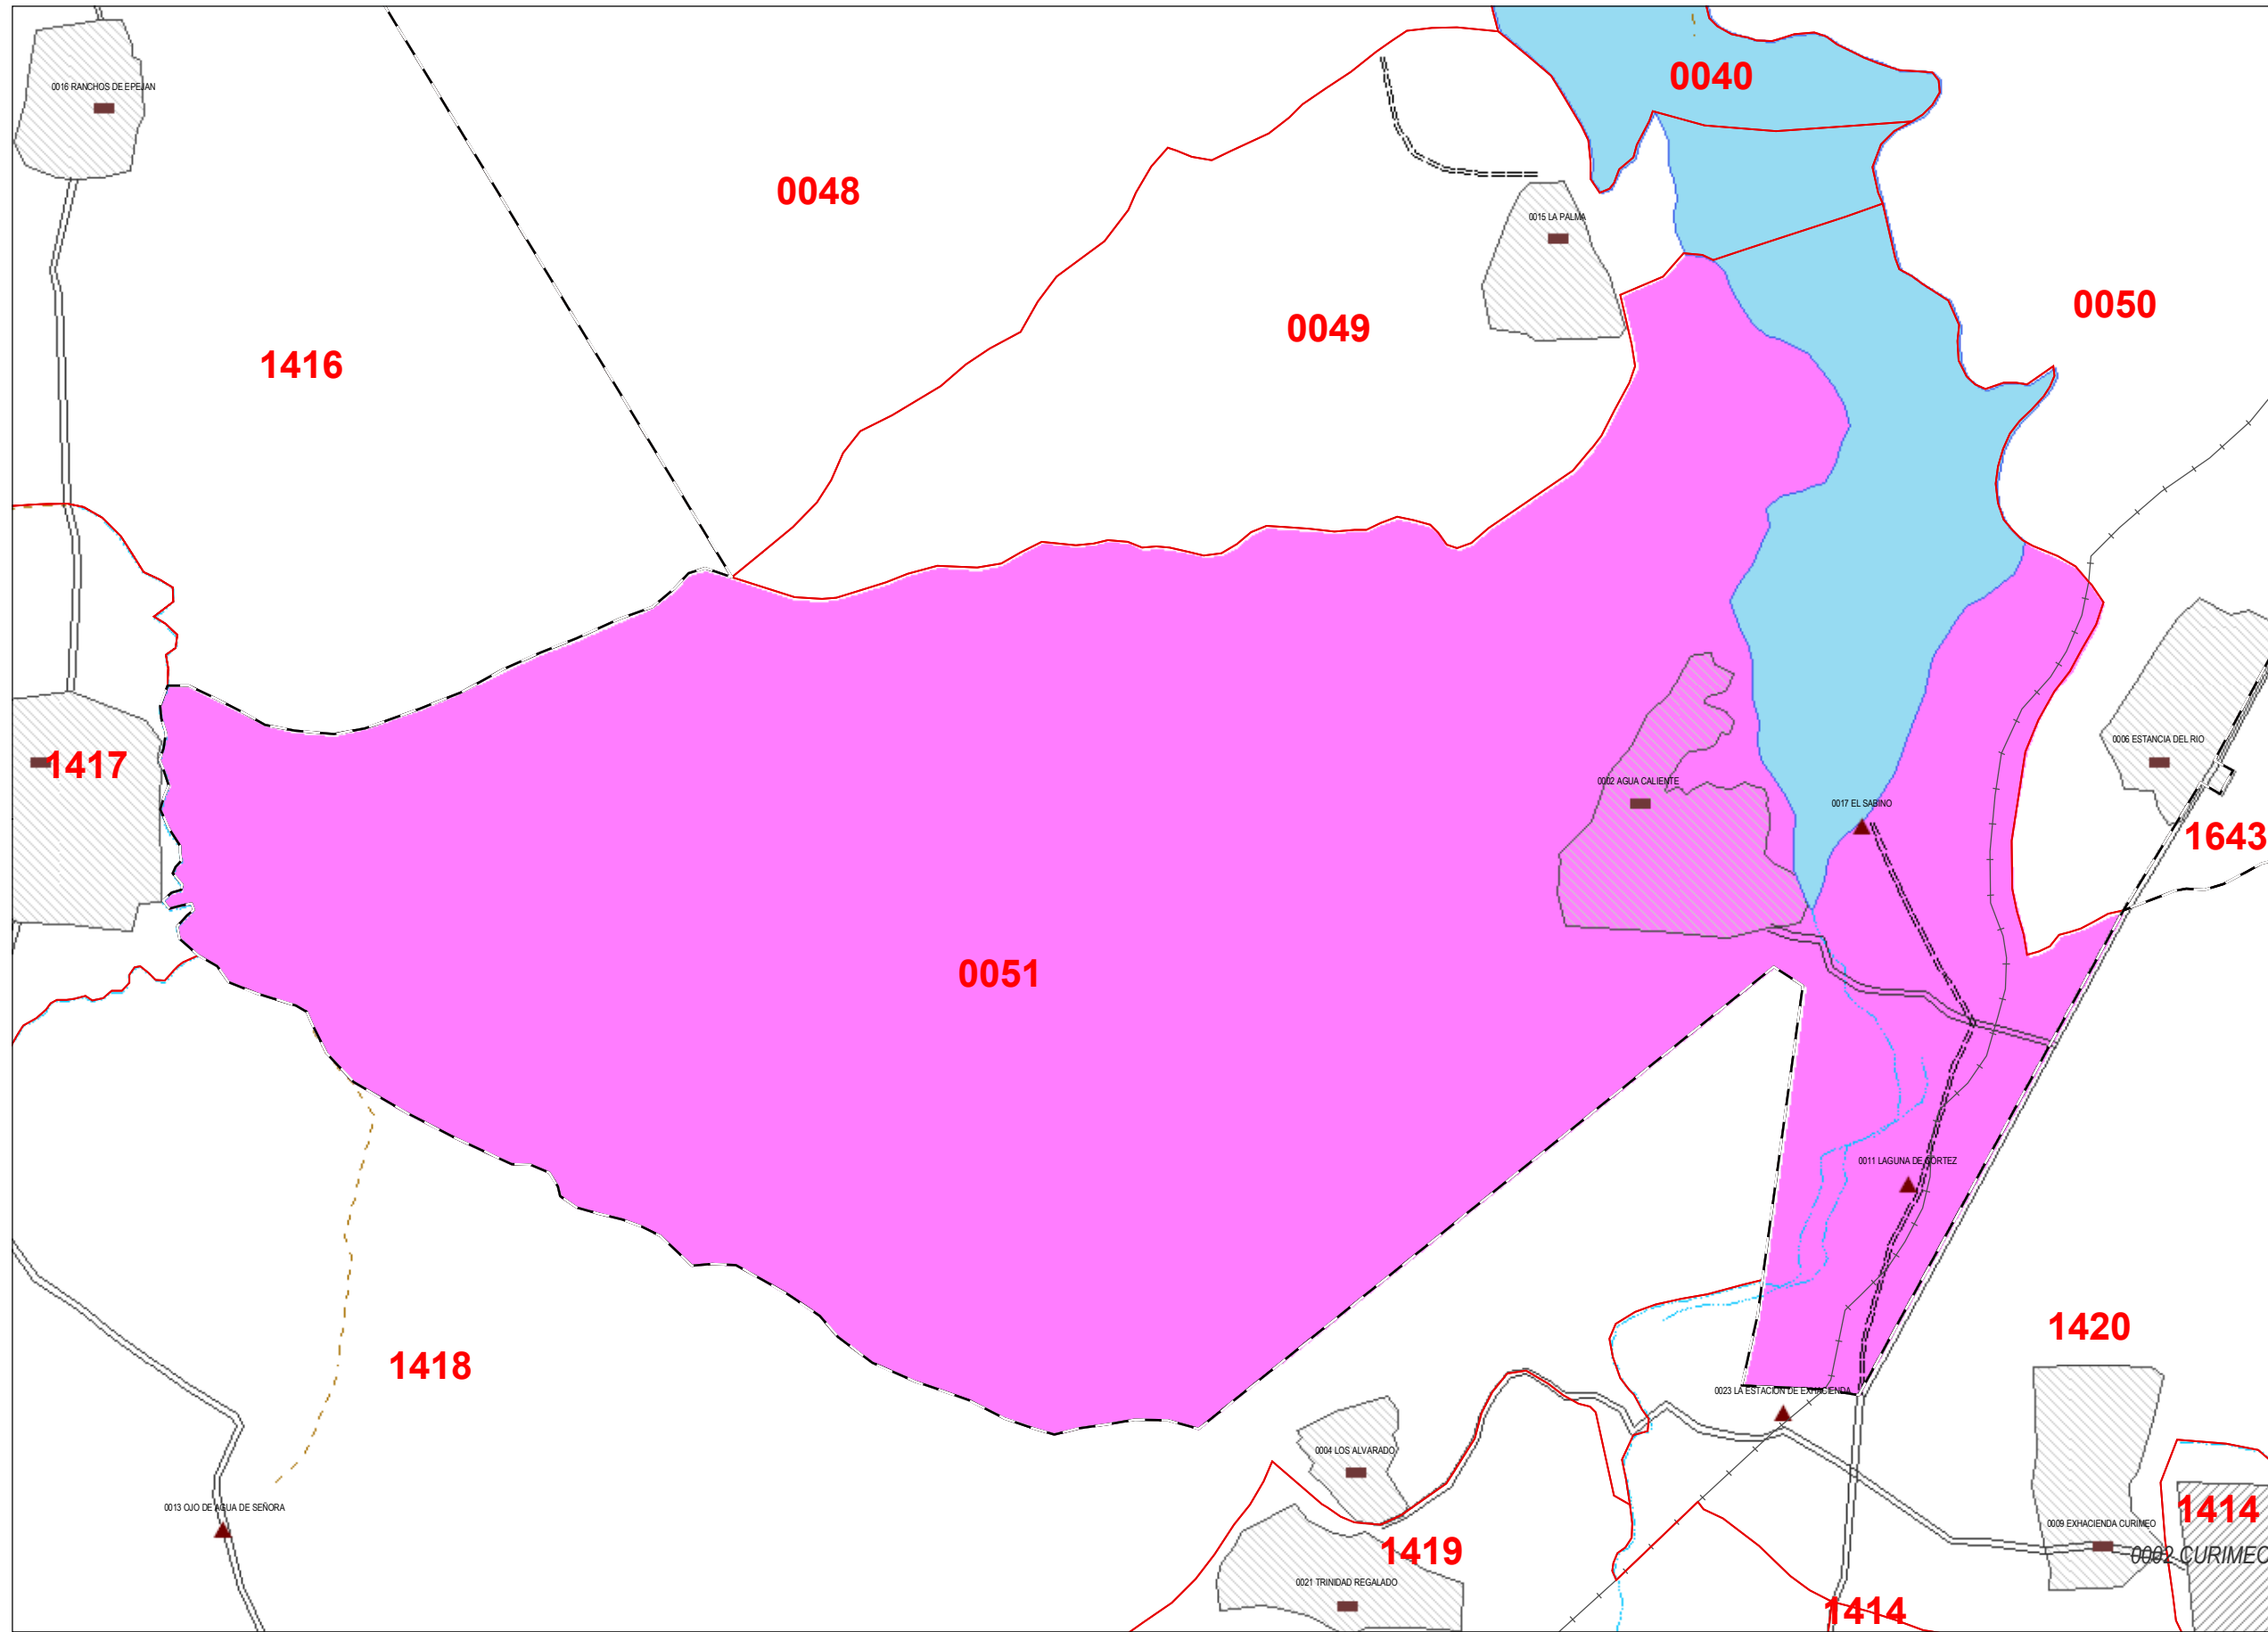 0040
0016 RANCHOS DE EPEJAN
0048
0015 LA PALMA
0050
0049
1416
0006 ESTANCIA DEL RIO
1417
0002 AGUA CALIENTE
0017 EL SABINO
1643
0051
0011 LAGUNA DE CORTEZ
1420
1418
0023 LA ESTACION DE EXHACIENDA
0004 LOS ALVARADO
0013 OJO DE AGUA DE SEÑORA
1414
0009 EXHACIENDA CURIMEO
1419
0002 CURIMEO
0021 TRINIDAD REGALADO
1414